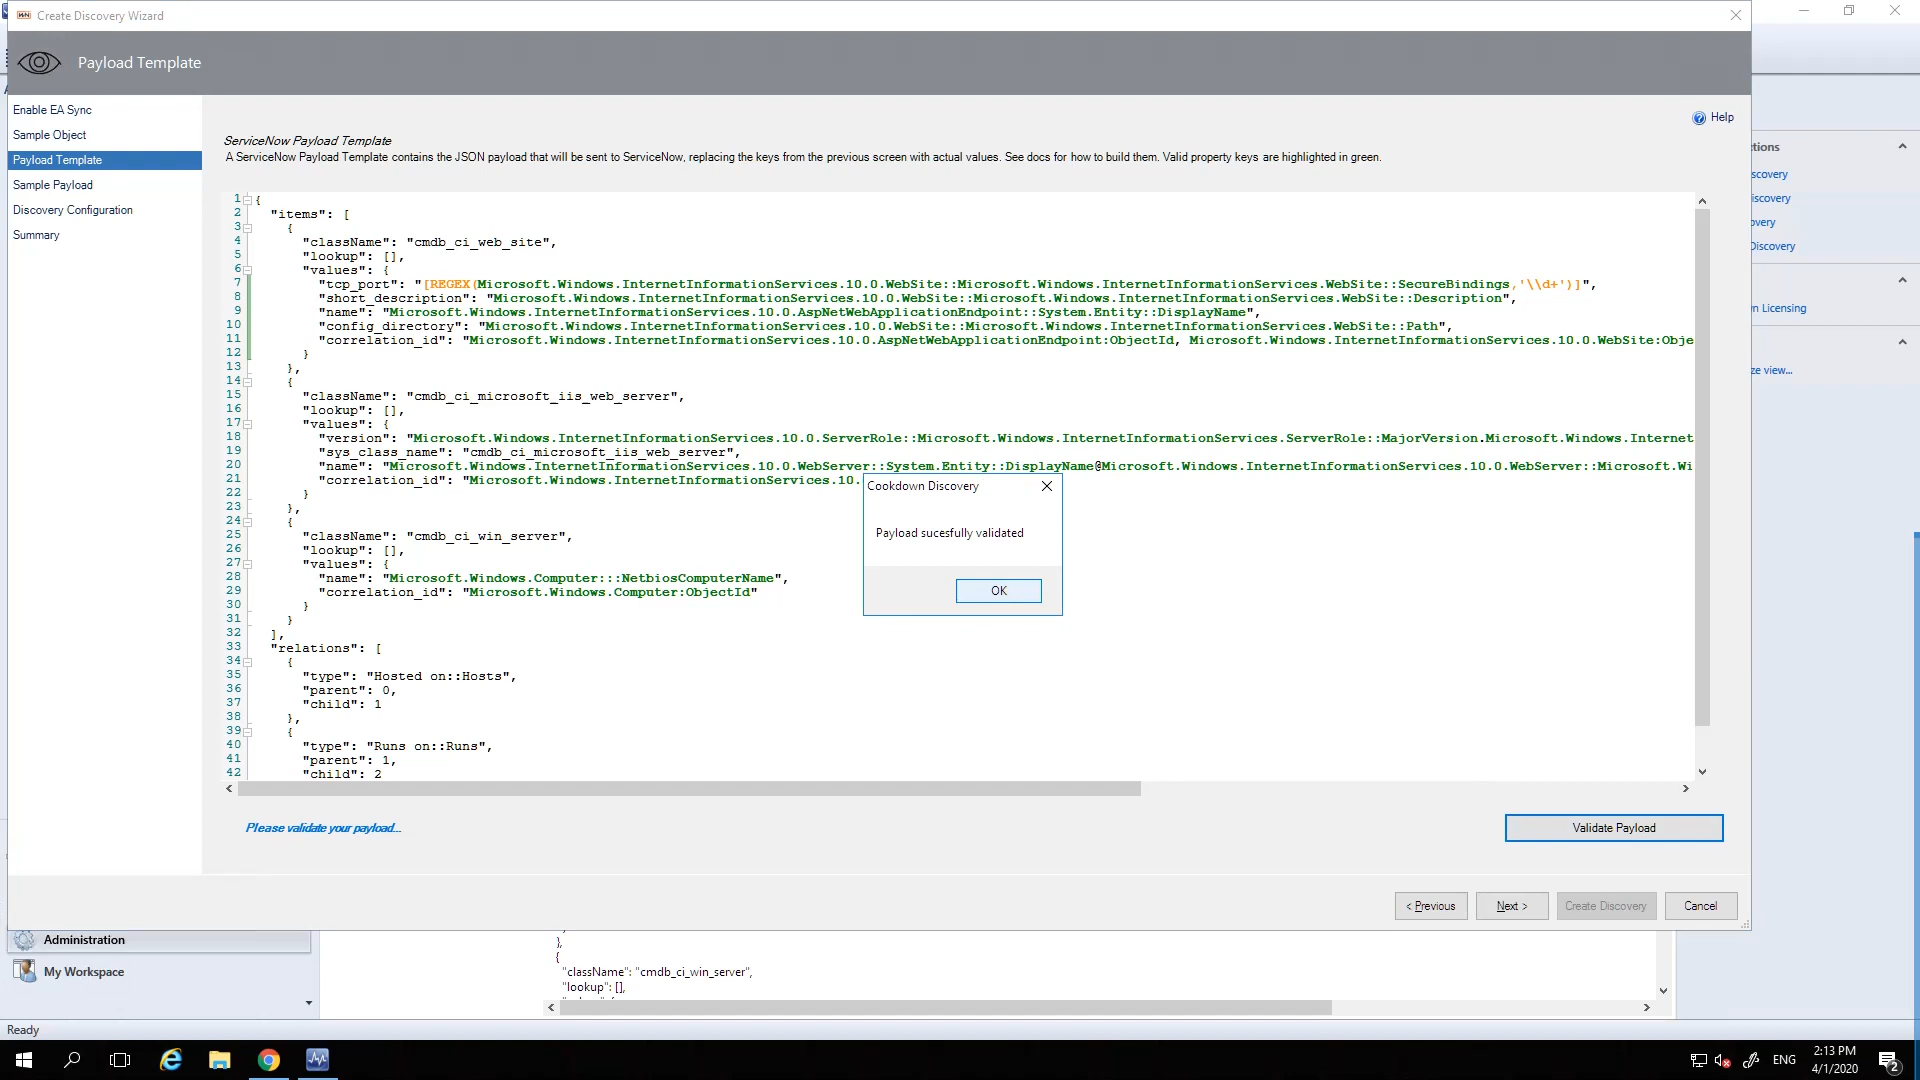 Create Discovery Wizard
Payload Template
Enable EA Sync
Sample Object
Payload Template
Sample Payload
Discovery Configuration
Summary
Help
ServiceNow Payload Template
A ServiceNow Payload Template contains the JSON payload that will be sent to ServiceNow, replacing the keys from the previous screen with actual values. See docs for how to build them. Valid property keys are highlighted in green.
1 {
2 "items": [
3 {
4 "className": "cmdb_ci_web_site",
5 "lookup": [],
6 "values": {
7 "tcp_port": "[REGEX(Microsoft.Windows.InternetInformationServices.10.0.WebSite::Microsoft.Windows.InternetInformationServices.WebSite::SecureBindings,'\\d+')]",
8 "short_description": "Microsoft.Windows.InternetInformationServices.10.0.WebSite::Microsoft.Windows.InternetInformationServices.WebSite::Description",
9 "name": "Microsoft.Windows.InternetInformationServices.10.0.AspNetWebApplicationEndpoint::System.Entity::DisplayName",
10 "config_directory": "Microsoft.Windows.InternetInformationServices.10.0.WebSite::Microsoft.Windows.InternetInformationServices.WebSite::Path",
11 "correlation_id": "Microsoft.Windows.InternetInformationServices.10.0.AspNetWebApplicationEndpoint:ObjectId, Microsoft.Windows.InternetInformationServices.10.0.WebSite:Obje
12 }
13 },
14 {
15 "className": "cmdb_ci_microsoft_iis_web_server",
16 "lookup": [],
17 "values": {
18 "version": "Microsoft.Windows.InternetInformationServices.10.0.ServerRole::Microsoft.Windows.InternetInformationServices.ServerRole::MajorVersion.Microsoft.Windows.Internet
19 "sys_class_name": "cmdb_ci_microsoft_iis_web_server",
20 "name": "Microsoft.Windows.InternetInformationServices.10.0.WebServer::System.Entity::DisplayName@Microsoft.Windows.InternetInformationServices.10.0.WebServer::Microsoft.Wi
21 "correlation_id": "Microsoft.Windows.InternetInformationServices.10.
22 }
23 },
24 {
25 "className": "cmdb_ci_win_server",
26 "lookup": [],
27 "values": {
28 "name": "Microsoft.Windows.Computer:::NetbiosComputerName",
29 "correlation_id": "Microsoft.Windows.Computer:ObjectId"
30 }
31 }
32 ],
33 "relations": [
34 {
35 "type": "Hosted on::Hosts",
36 "parent": 0,
37 "child": 1
38 },
39 {
40 "type": "Runs on::Runs",
41 "parent": 1,
42 "child": 2
Cookdown Discovery
Payload sucesfully validated
OK
Please validate your payload...
Validate Payload
< Previous
Next >
Create Discovery
Cancel
tions
scovery
iscovery
overy
Discovery
n Licensing
ze view...
Administration
My Workspace
},
{
"className": "cmdb_ci_win_server",
"lookup": [],
Ready
ENG
2:13 PM
4/1/2020
2